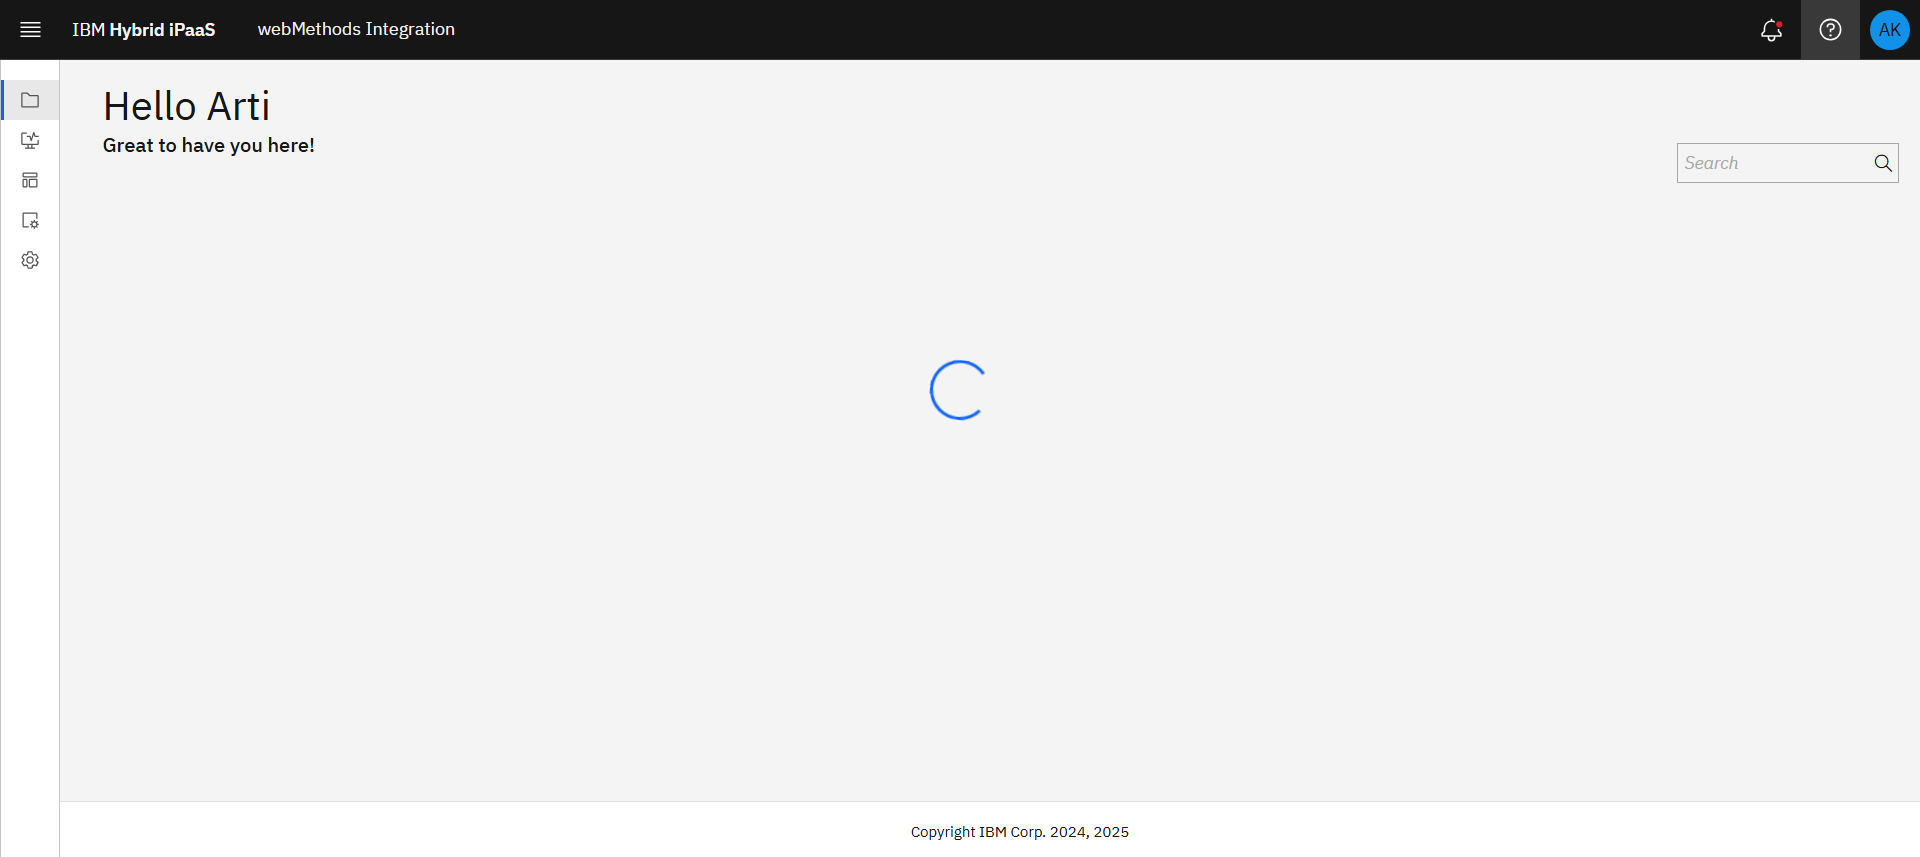 IBM Hybrid iPaaS webMethods Integration AK
Hello Arti
Great to have you here!
Search
Copyright IBM Corp. 2024, 2025